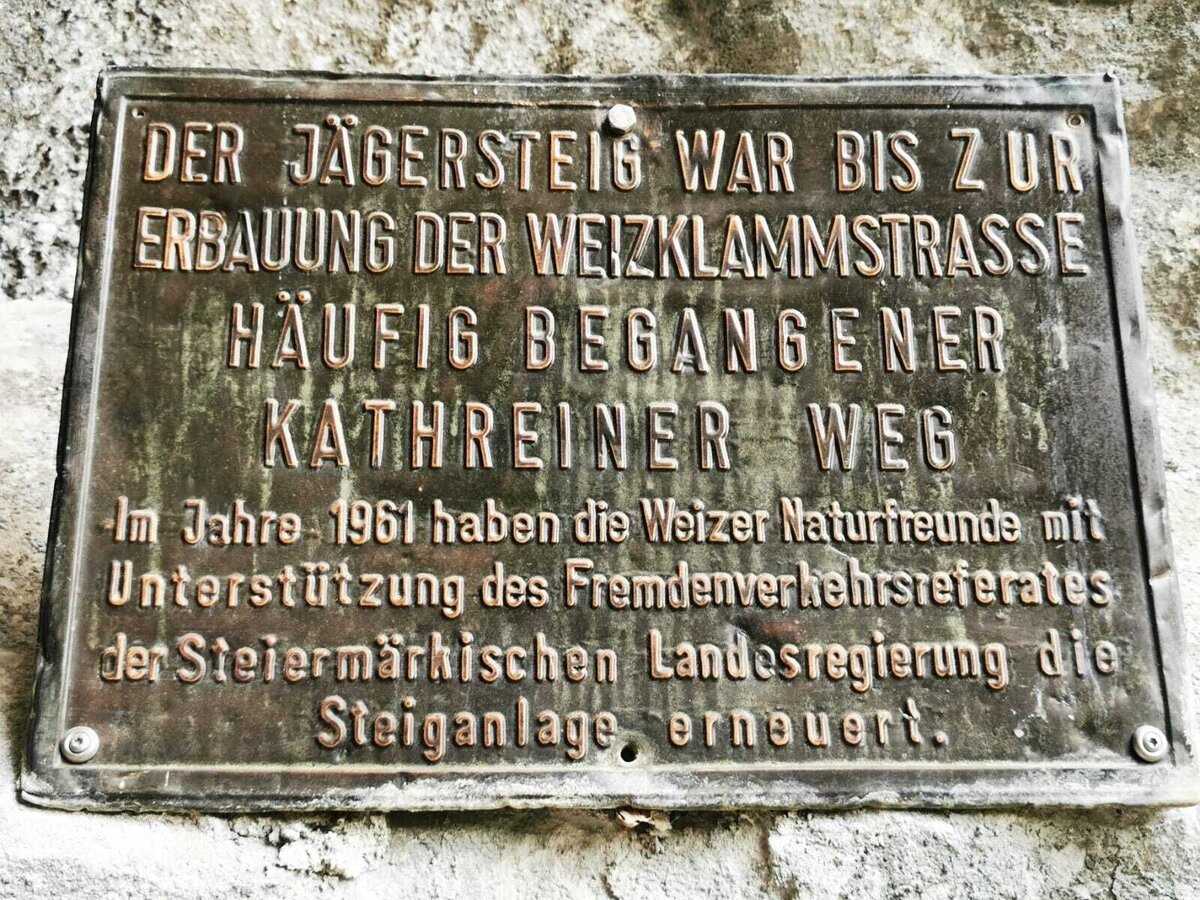 DER JÄGERSTEIG WAR BIS ZUR
ERBAUUNG DER WEIZKLAMMSTRASSE
HÄUFIG BEGANGENER
KATHREINER WEG
Im Jahre 1961 haben die Weizer Naturfreunde mit
Unterstützung des Fremdenverkehrsreferates
der Steiermärkischen Landesregierung die
Steiganlage erneuert.